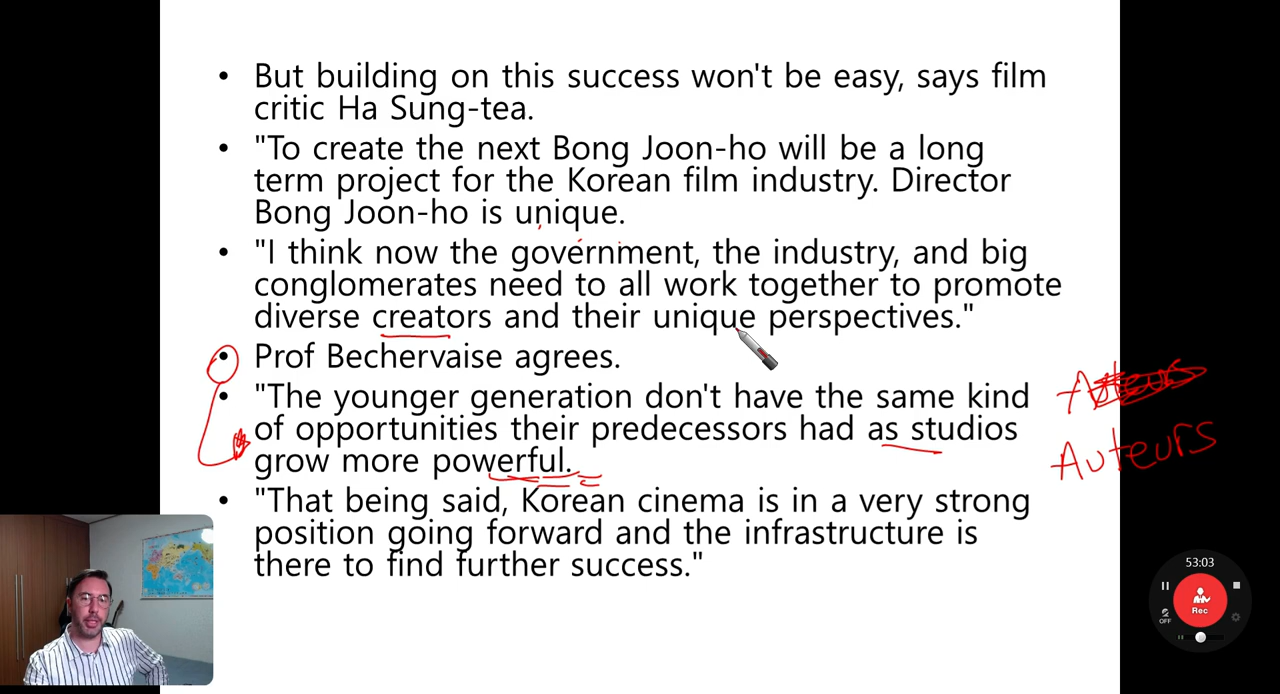 • But building on this success won't be easy, says film
critic Ha Sung-tea.
• "To create the next Bong Joon-ho will be a long
term project for the Korean film industry. Director
Bong Joon-ho is unique.
• "I think now the government, the industry, and big
conglomerates need to all work together to promote
diverse creators and their unique perspectives."
• Prof Bechervaise agrees.
• "The younger generation don't have the same kind
of opportunities their predecessors had as studios
grow more powerful.
Auteurs
• "That being said, Korean cinema is in a very strong
position going forward and the infrastructure is
there to find further success."
53:03
Rec
OFF